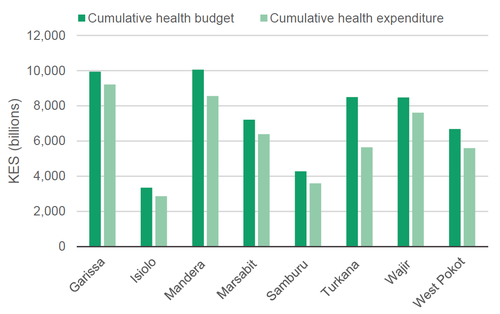 Cumulative health budget Cumulative health expenditure
KES (billions)
12,000
10,000
8,000
6,000
4,000
2,000
0
Garissa
Isiolo
Mandera
Marsabit
Samburu
Turkana
Wajir
West Pokot